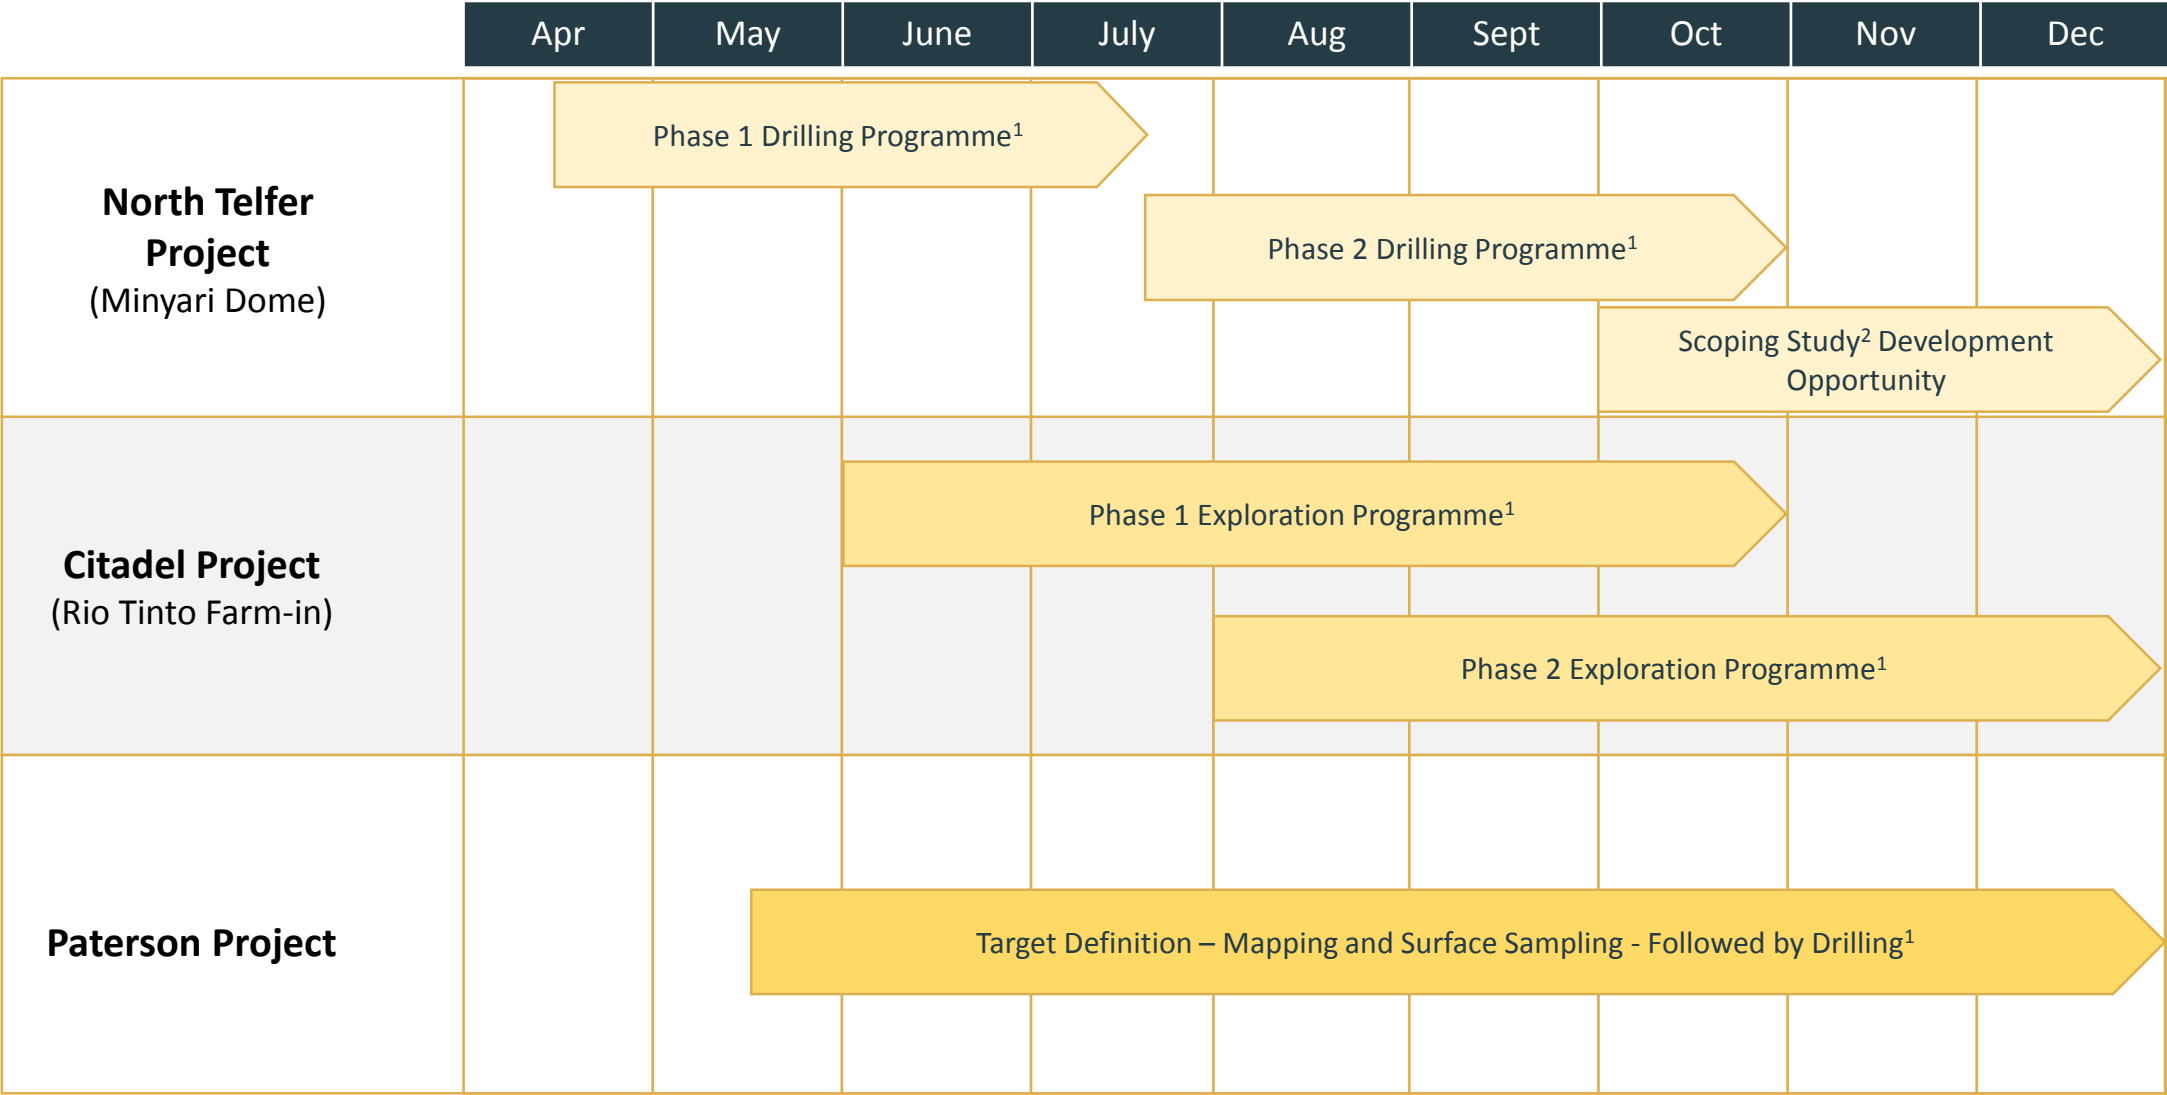 Apr May June July Aug Sept Oct Nov Dec
North Telfer
Project
(Minyari Dome)
Phase 1 Drilling Programme¹
Phase 2 Drilling Programme¹
Scoping Study² Development
Opportunity
Citadel Project
(Rio Tinto Farm-in)
Phase 1 Exploration Programme¹
Phase 2 Exploration Programme¹
Paterson Project
Target Definition – Mapping and Surface Sampling - Followed by Drilling¹